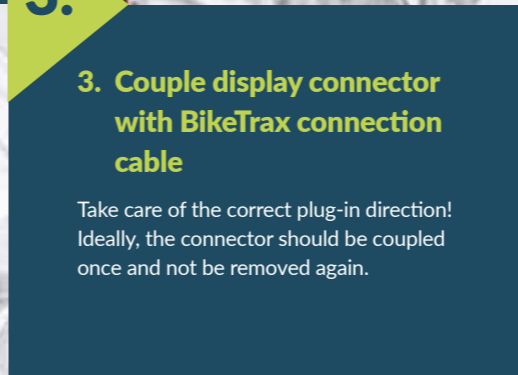 3.
3. Couple display connector
with BikeTrax connection
cable
Take care of the correct plug-in direction!
Ideally, the connector should be coupled
once and not be removed again.